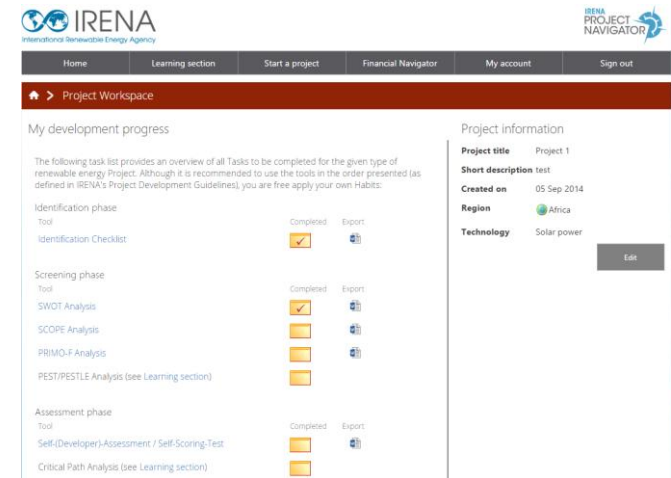 IRENA
International Renewable Energy Agency
IRENA
PROJECT
NAVIGATOR
Home Learning section Start a project Financial Navigator My account Sign out
> Project Workspace
My development progress
The following task list provides an overview of all Tasks to be completed for the given type of
renewable energy Project. Although it is recommended to use the tools in the order presented (as
defined in IRENA's Project Development Guidelines), you are free apply your own Habits:
Identification phase
Tool Completed Export
Identification Checklist
Screening phase
Tool Completed Export
SWOT Analysis
SCOPE Analysis
PRIMO-F Analysis
PEST/PESTLE Analysis (see Learning section)
Assessment phase
Tool Completed Export
Self-(Developer)-Assessment / Self-Scoring-Test
Critical Path Analysis (see Learning section)
Project information
Project title Project 1
Short description test
Created on 05 Sep 2014
Region Africa
Technology Solar power
Edit